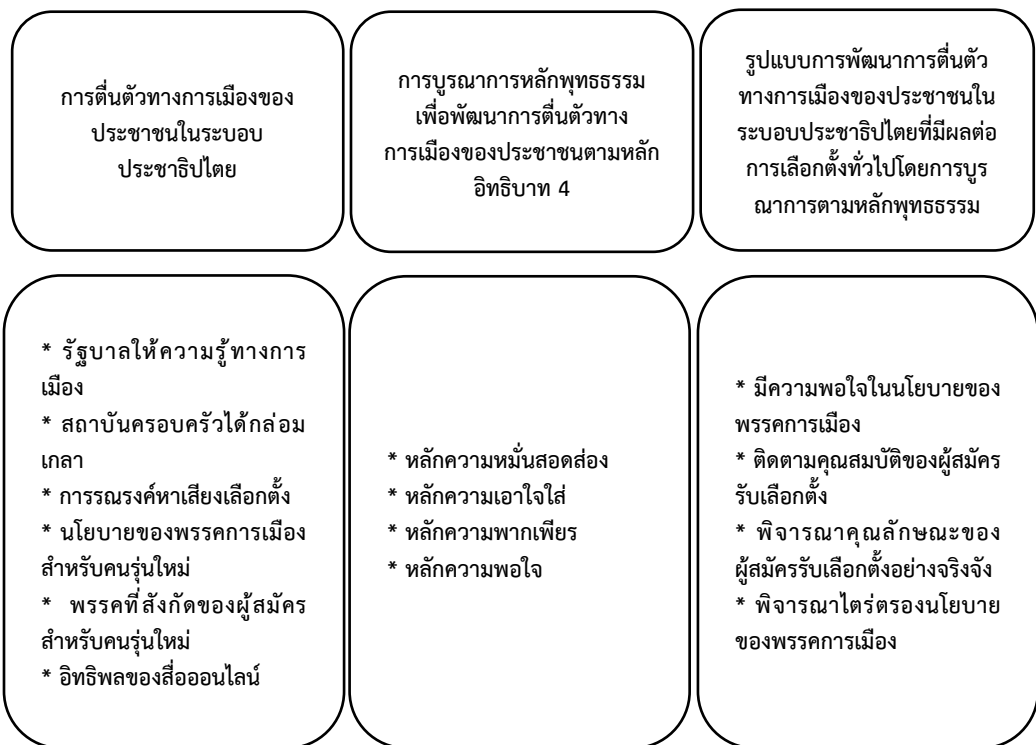 การตื่นตัวทางการเมืองของ
ประชาชนในระบอบ
ประชาธิปไตย
การบูรณาการหลักพุทธธรรม
เพื่อพัฒนาการตื่นตัวทาง
การเมืองของประชาชนตามหลัก
อิทธิบาท 4
รูปแบบการพัฒนาการตื่นตัว
ทางการเมืองของประชาชนใน
ระบอบประชาธิปไตยที่มีผลต่อ
การเลือกตั้งทั่วไปโดยการบูร
ณาการตามหลักพุทธธรรม
* รัฐบาลให้ความรู้ทางการ
เมือง
* สถาบันครอบครัวได้กล่อม
เกลา
* การรณรงค์หาเสียงเลือกตั้ง
* นโยบายของพรรคการเมือง
สำหรับคนรุ่นใหม่
* พรรคที่สังกัดของผู้สมัคร
สำหรับคนรุ่นใหม่
* อิทธิพลของสื่อออนไลน์
* หลักความหมั่นสอดส่อง
* หลักความเอาใจใส่
* หลักความพากเพียร
* หลักความพอใจ
* มีความพอใจในนโยบายของ
พรรคการเมือง
* ติดตามคุณสมบัติของผู้สมัคร
รับเลือกตั้ง
* พิจารณาคุณลักษณะของ
ผู้สมัครรับเลือกตั้งอย่างจริงจัง
* พิจารณาไตร่ตรองนโยบาย
ของพรรคการเมือง